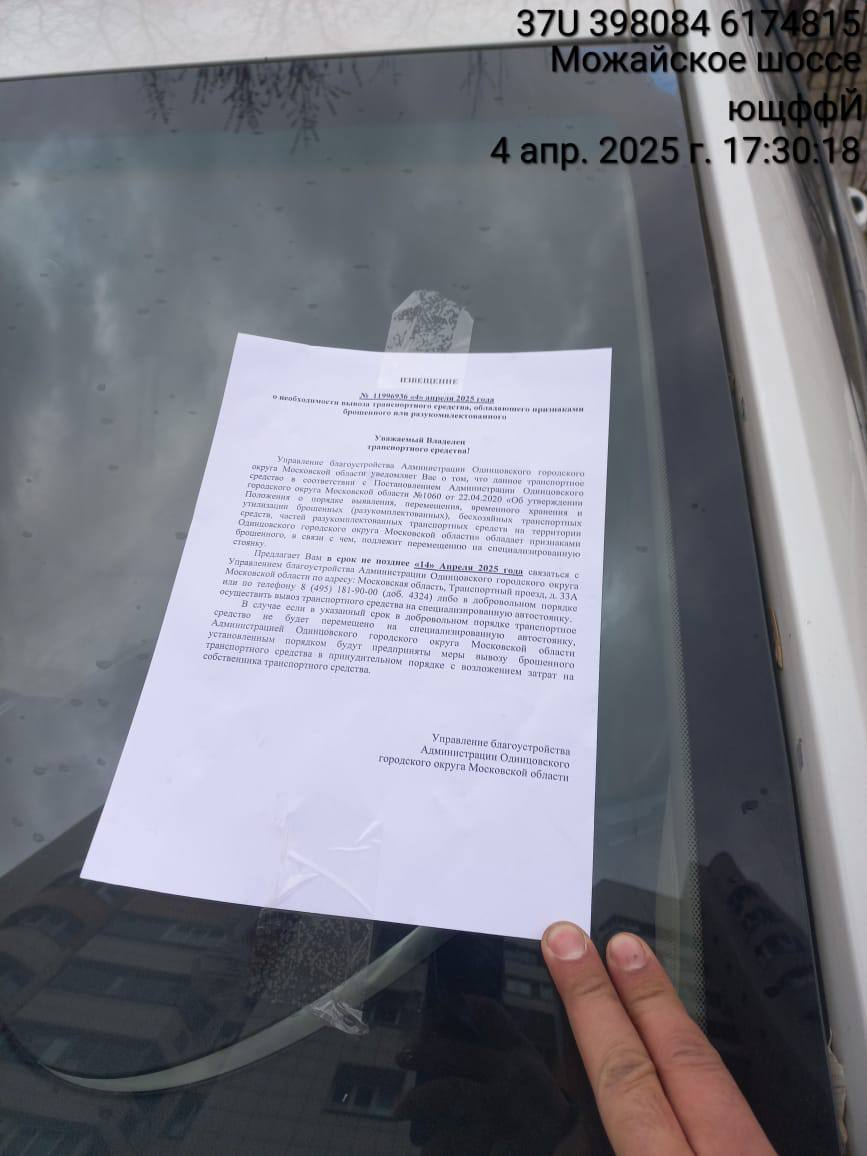 37U 398084 6174815
Можайское шоссе
ющффЙ
4 апр. 2025 г. 17:30:18
ИЗВЕЩЕНИЕ
№ 11996936 «4» апреля 2025 года
о необходимости вывоза транспортного средства, обладающего признаками
брошенного или разукомплектованного
Уважаемый Владелец
транспортного средства!
Управление благоустройства Администрации Одинцовского городского
округа Московской области уведомляет Вас о том, что данное транспортное
средство в соответствии с Постановлением Администрации Одинцовского
городского округа Московской области №1060 от 22.04.2020 «Об утверждении
Положения о порядке выявления, перемещения, временного хранения и
утилизации брошенных (разукомплектованных), бесхозяйных транспортных
средств, частей разукомплектованных транспортных средств на территории
Одинцовского городского округа Московской области» обладает признаками
брошенного, в связи с чем, подлежит перемещению на специализированную
стоянку.
Предлагает Вам в срок не позднее «14» Апреля 2025 года связаться с
Управлением благоустройства Администрации Одинцовского городского округа
Московской области по адресу: Московская область, Транспортный проезд, д. 33А
или по телефону 8 (495) 181-90-00 (доб. 4324) либо в добровольном порядке
осуществить вывоз транспортного средства на специализированную автостоянку.
В случае если в указанный срок в добровольном порядке транспортное
средство не будет перемещено на специализированную автостоянку,
Администрацией Одинцовского городского округа Московской области
установленным порядком будут предприняты меры вывозу брошенного
транспортного средства в принудительном порядке с возложением затрат на
собственника транспортного средства.
Управление благоустройства
Администрации Одинцовского
городского округа Московской области